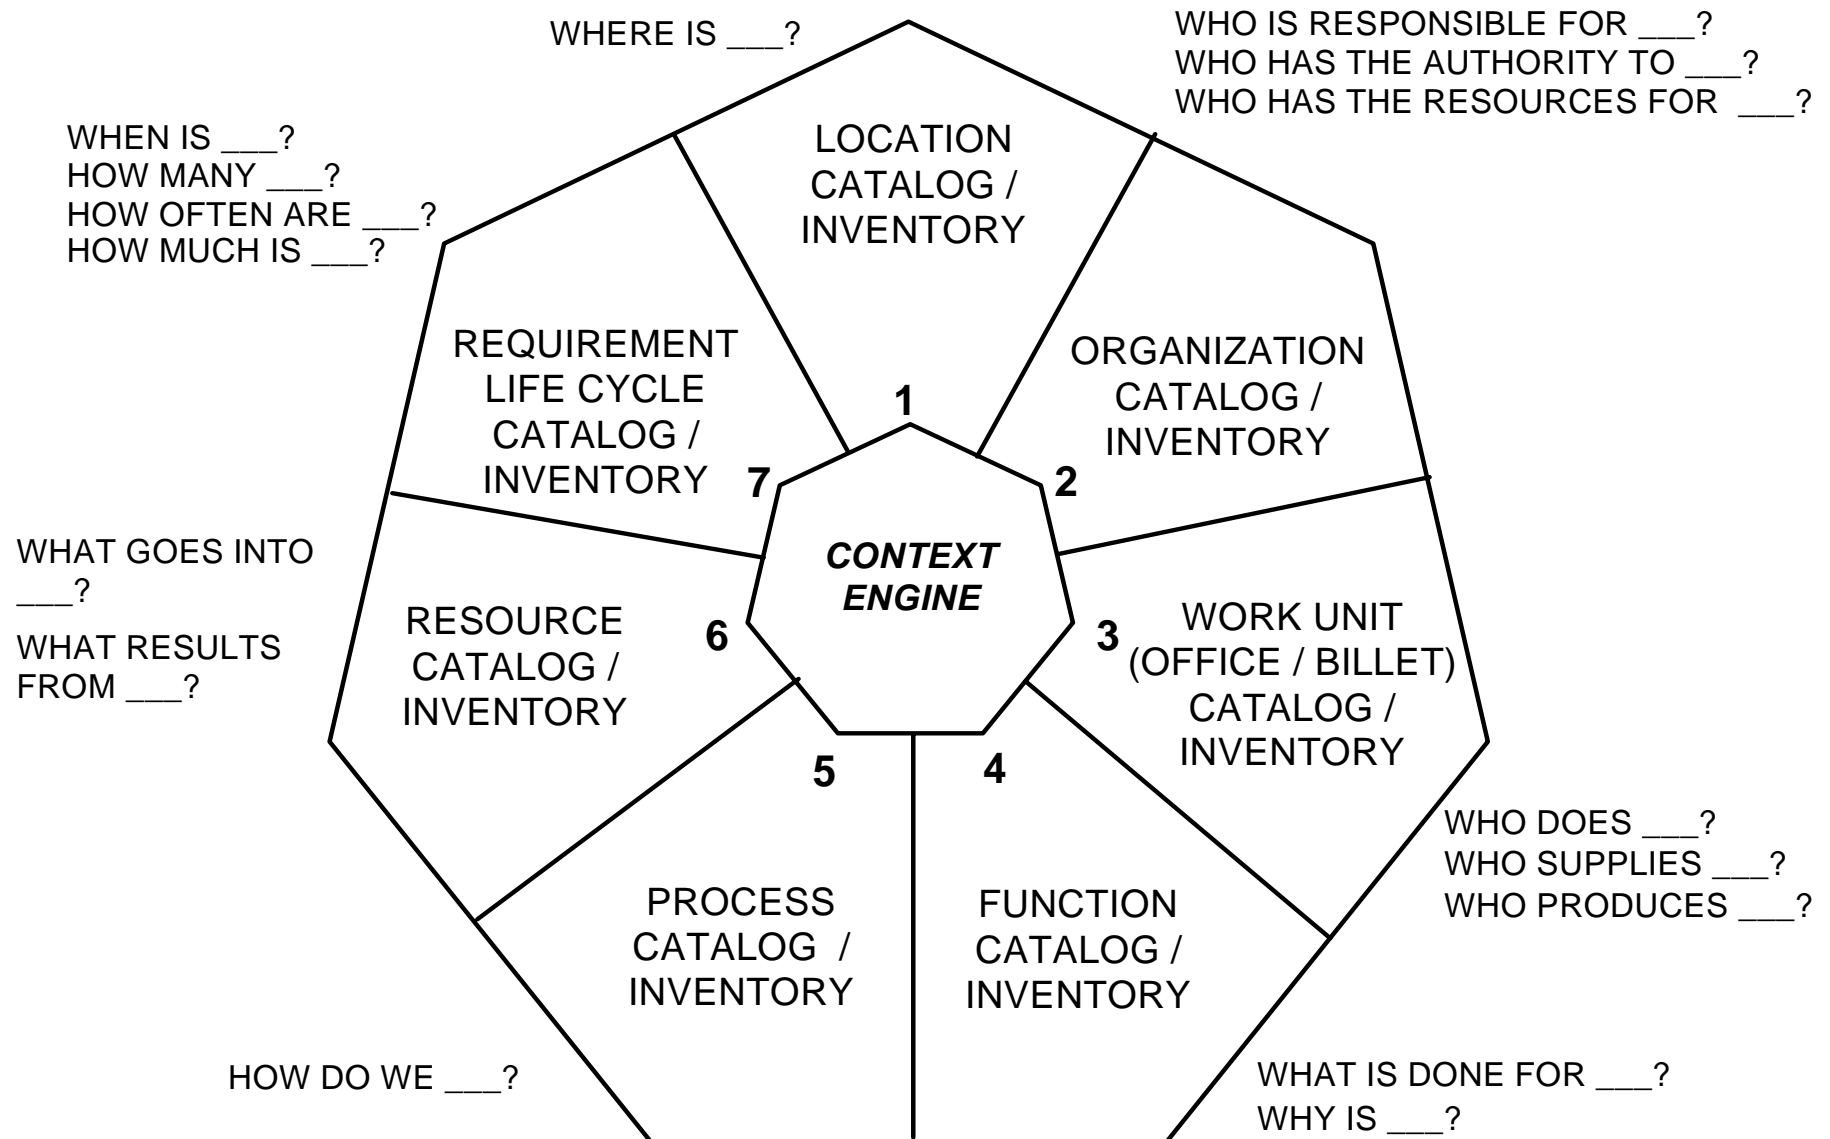 WHERE IS ___?
WHO IS RESPONSIBLE FOR ___?
WHO HAS THE AUTHORITY TO ___?
WHO HAS THE RESOURCES FOR ___?
WHEN IS ___?
HOW MANY ___?
HOW OFTEN ARE ___?
HOW MUCH IS ___?
LOCATION
CATALOG /
INVENTORY
1
ORGANIZATION
CATALOG /
INVENTORY
2
REQUIREMENT
LIFE CYCLE
CATALOG /
INVENTORY
7
CONTEXT
ENGINE
WHAT GOES INTO
___?
WHAT RESULTS
FROM ___?
RESOURCE
CATALOG /
INVENTORY
6
3
WORK UNIT
(OFFICE / BILLET)
CATALOG /
INVENTORY
WHO DOES ___?
WHO SUPPLIES ___?
WHO PRODUCES ___?
5
PROCESS
CATALOG /
INVENTORY
4
FUNCTION
CATALOG /
INVENTORY
HOW DO WE ___?
WHAT IS DONE FOR ___?
WHY IS ___?